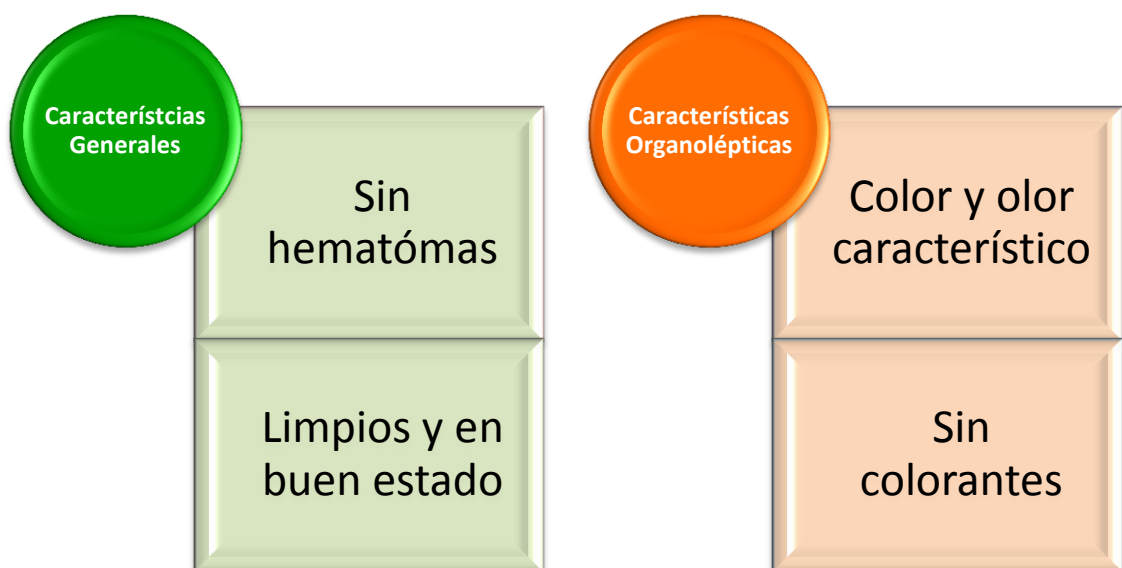 Característcias
Generales
Sin
hematómas
Limpios y en
buen estado
Características
Organolépticas
Color y olor
característico
Sin
colorantes